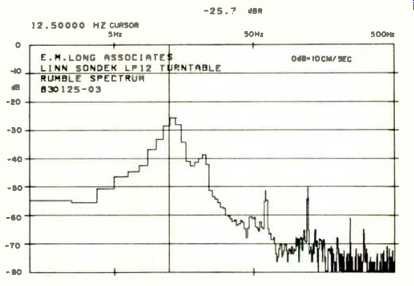 -25.7 dBR
12.50000 HZ CURSOR
5Hz 50Hz 500Hz
0
E.M.LONG ASSOCIATES 0dB=10CM/SEC
LINN SONDEK LP12 TURNTABLE
-10
RUMBLE SPECTRUM
dB
830125-03
-20
-30
-40
-50
-60
-70
-80